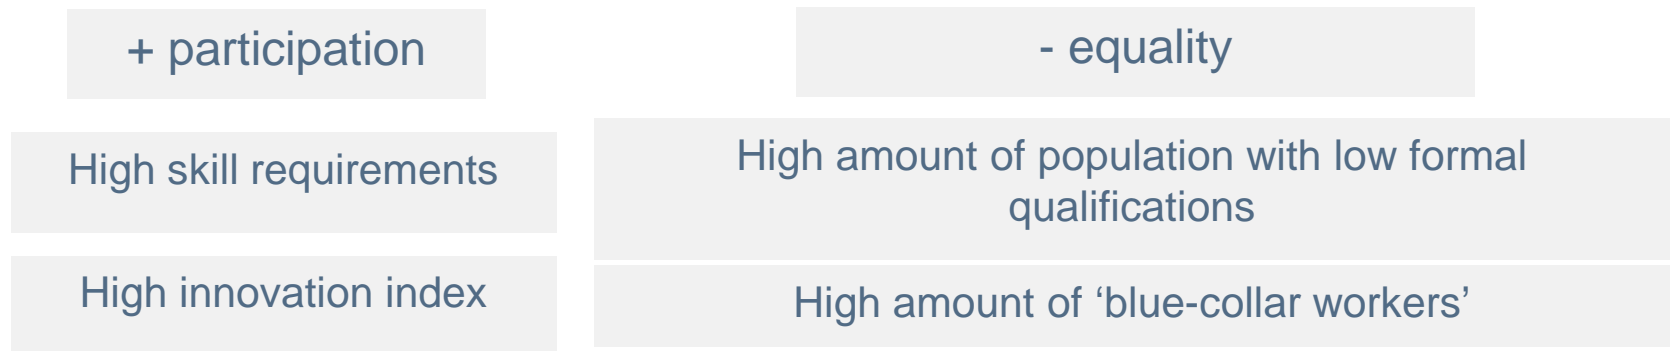 + participation
- equality
High skill requirements
High amount of population with low formal
qualifications
High innovation index
High amount of ‘blue-collar workers’